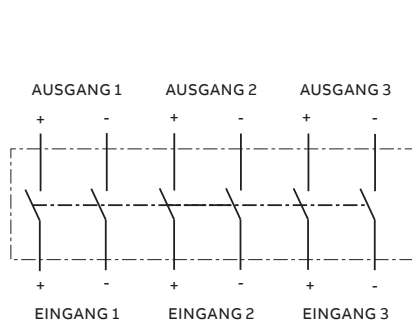 AUSGANG 1 AUSGANG 2 AUSGANG 3
+ - + - + -
+ - + - + -
EINGANG 1 EINGANG 2 EINGANG 3